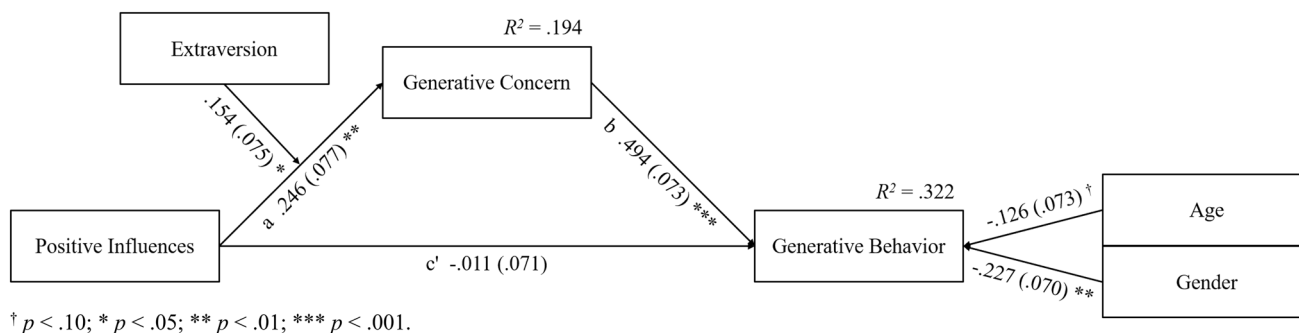 R² = .194
Extraversion
Generative Concern
.154 (.075) *
a .246 (.077) **
b .494 (.073) ***
R² = .322
Positive Influences
c' -.011 (.071)
Generative Behavior
-.126 (.073) †
Age
-.227 (.070) **
Gender
† p < .10; * p < .05; ** p < .01; *** p < .001.